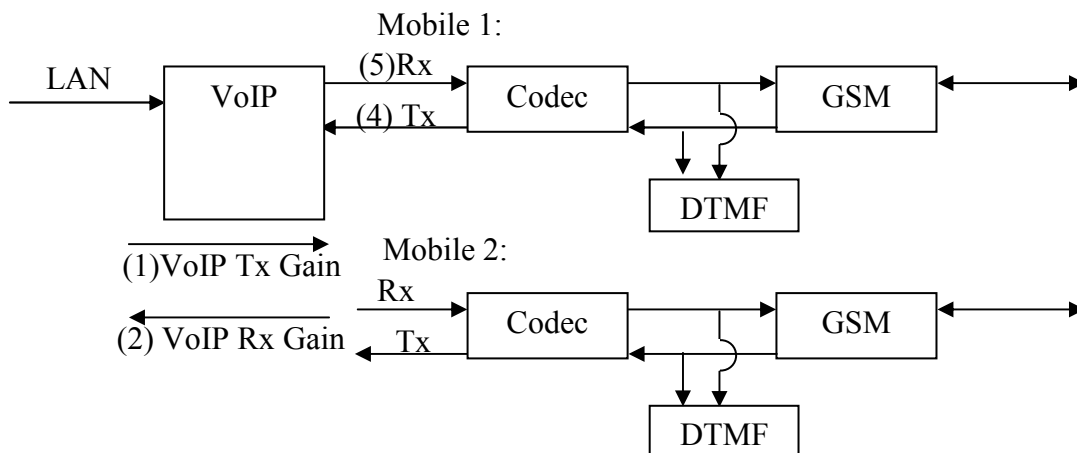 Mobile 1:
LAN
VoIP
(5)Rx
(4) Tx
Codec
GSM
DTMF
(1)VoIP Tx Gain
(2) VoIP Rx Gain
Mobile 2:
Rx
Tx
Codec
GSM
DTMF